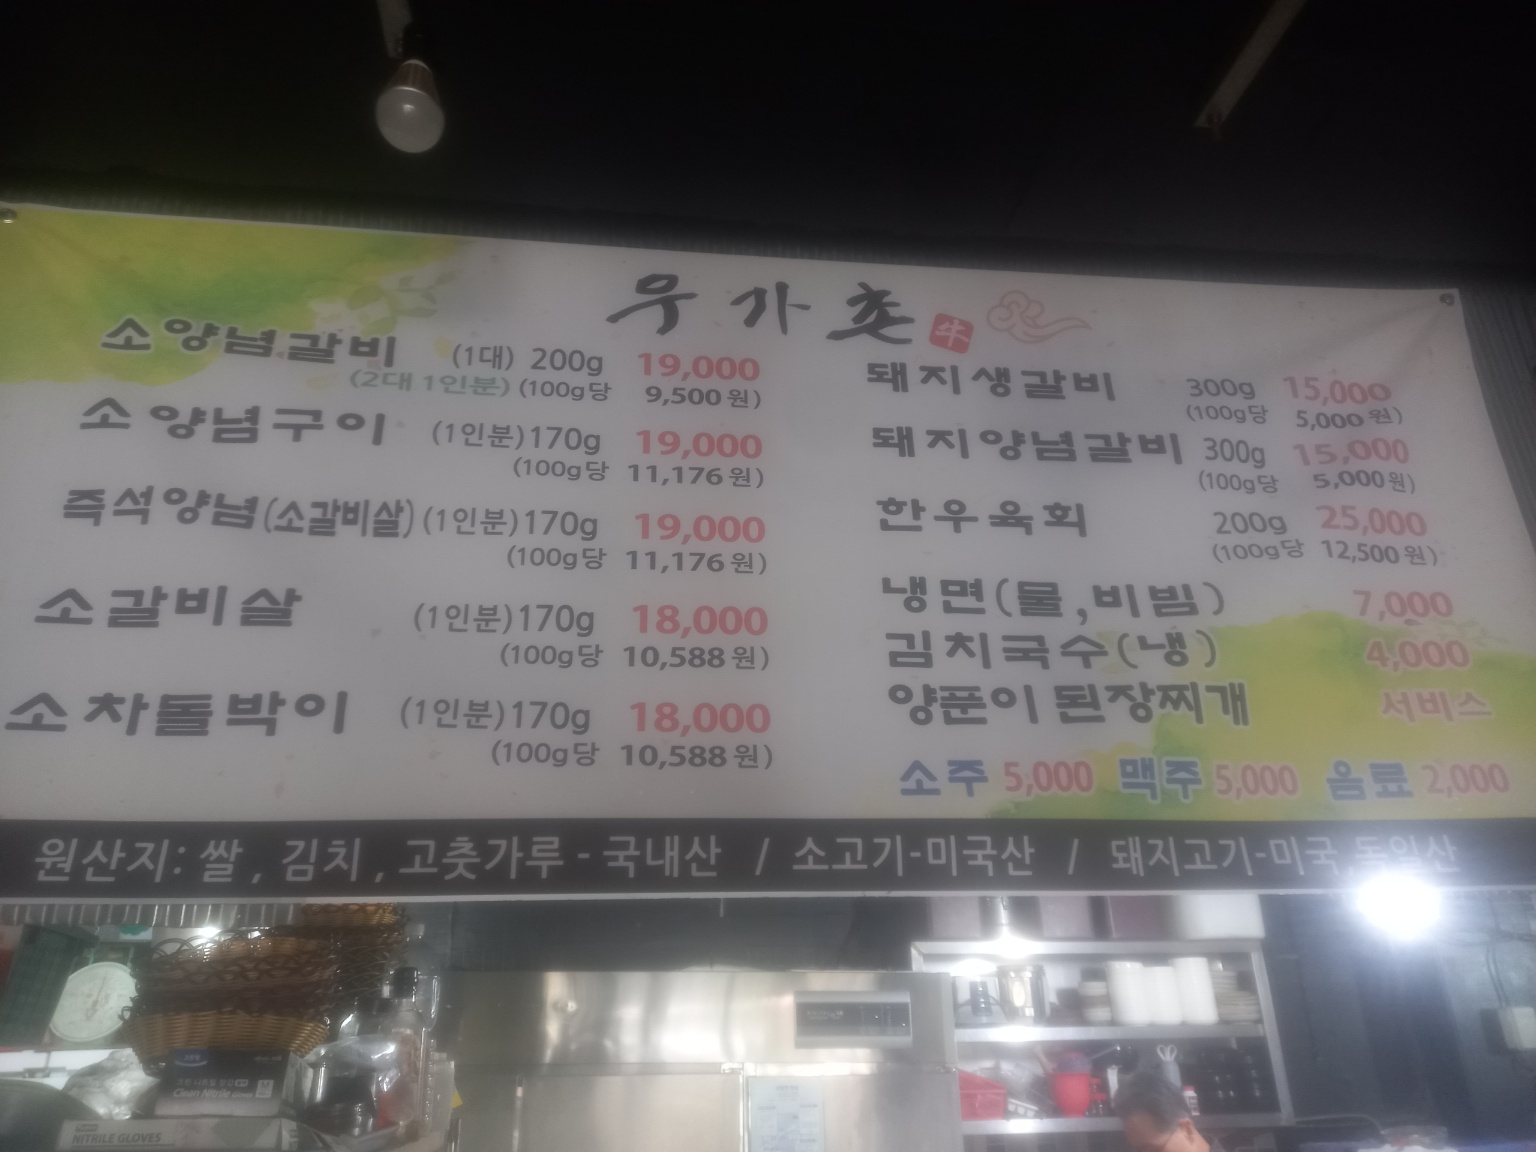 우가촌 牛
소양념갈비 (1대) 200g 19,000
(2대 1인분) (100g당 9,500원)
소양념구이 (1인분) 170g 19,000
(100g당 11,176원)
즉석양념(소갈비살) (1인분) 170g 19,000
(100g당 11,176원)
소갈비살 (1인분) 170g 18,000
(100g당 10,588원)
소차돌박이 (1인분) 170g 18,000
(100g당 10,588원)
돼지생갈비 300g 15,000
(100g당 5,000원)
돼지양념갈비 300g 15,000
(100g당 5,000원)
한우육회 200g 25,000
(100g당 12,500원)
냉면(물,비빔) 7,000
김치국수(냉) 4,000
양푼이 된장찌개 서비스
소주 5,000 맥주 5,000 음료 2,000
원산지: 쌀, 김치, 고춧가루 - 국내산 / 소고기-미국산 / 돼지고기-미국,독일산
Clean Nitrile
NITRILE GLOVES